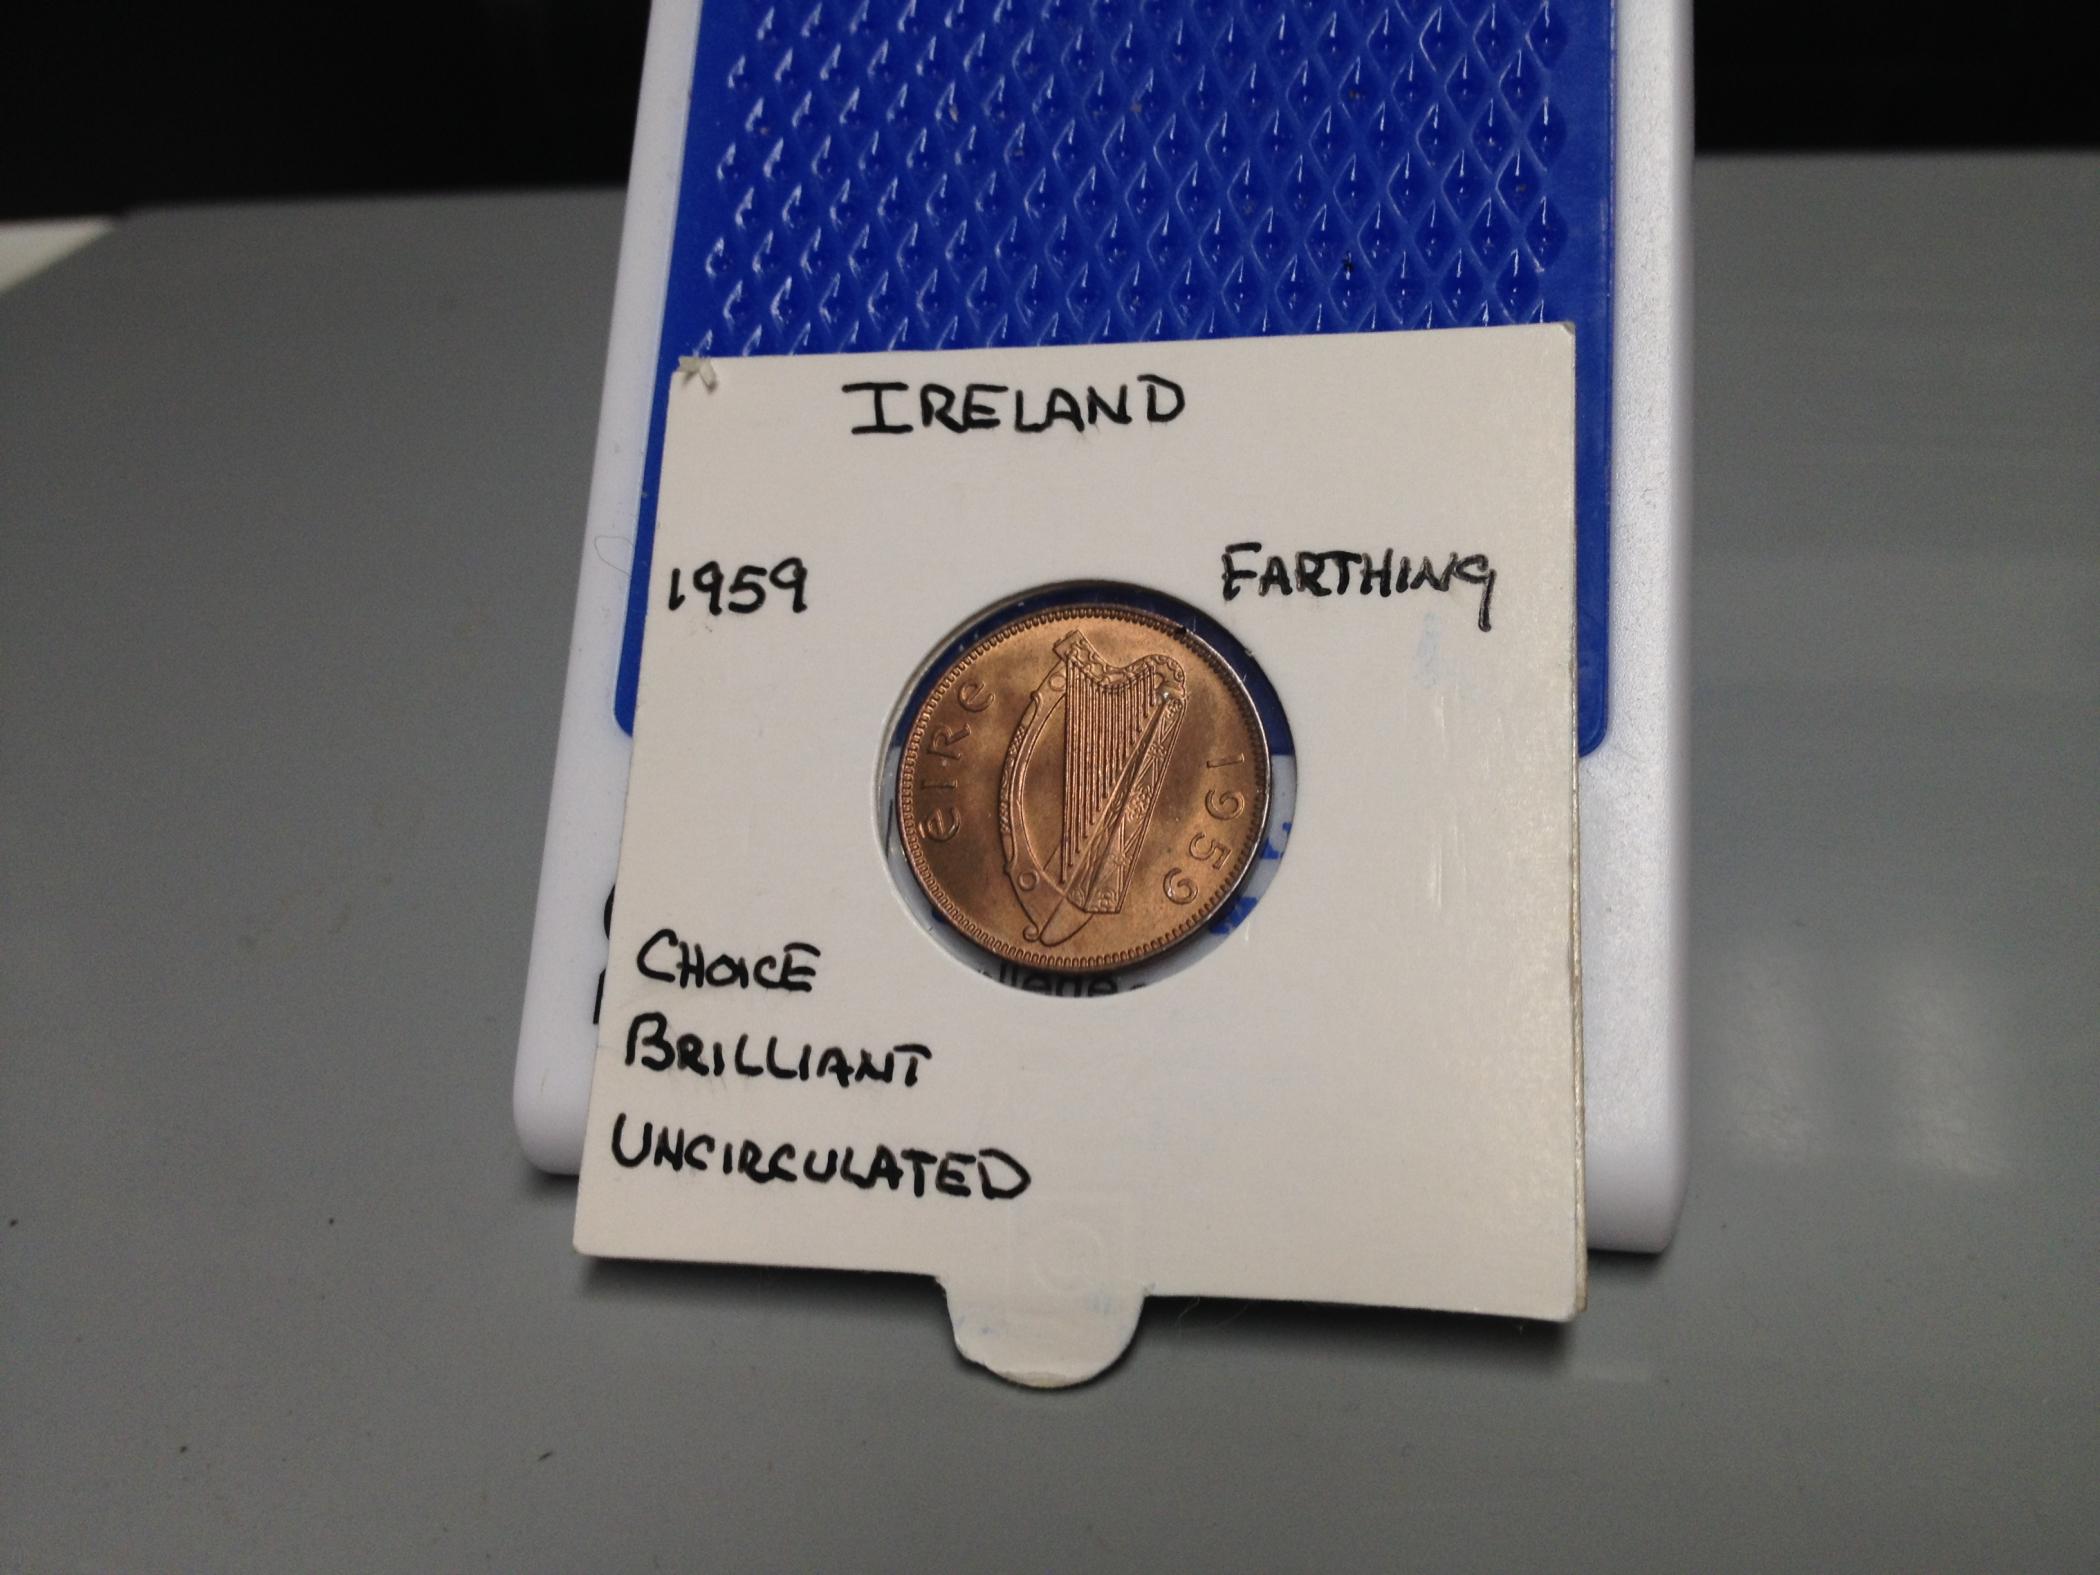 IRELAND
1959 FARTHING
éIRe 1959
CHOICE
BRILLIANT
UNCIRCULATED